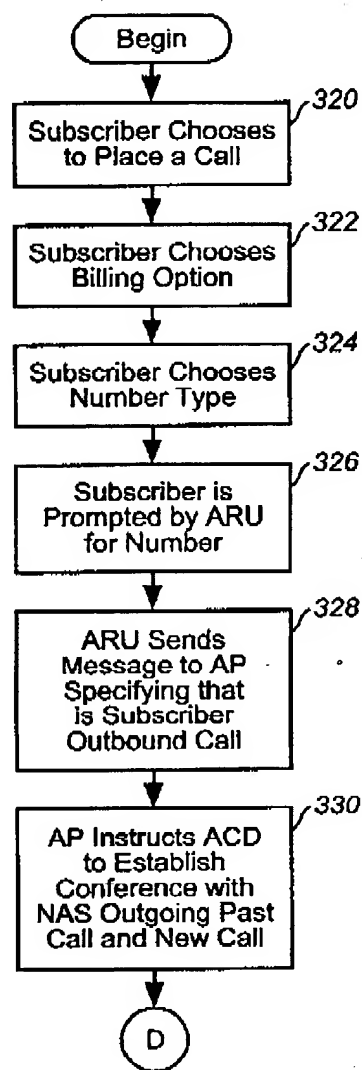 Begin
320
Subscriber Chooses
to Place a Call
322
Subscriber Chooses
Billing Option
324
Subscriber Chooses
Number Type
326
Subscriber is
Prompted by ARU
for Number
328
ARU Sends
Message to AP
Specifying that
is Subscriber
Outbound Call
330
AP Instructs ACD
to Establish
Conference with
NAS Outgoing Past
Call and New Call
D